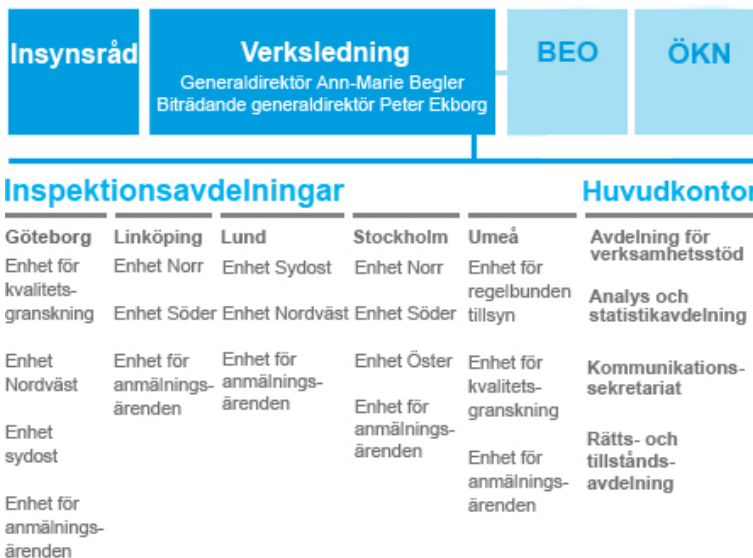 Insynsråd
Verksledning
Generaldirektör Ann-Marie Begler
Biträdande generaldirektör Peter Ekborg
BEO
ÖKN
Inspektionsavdelningar
Huvudkontor
Göteborg
Enhet för
kvalitets-
granskning
Enhet
Nordväst
Enhet
sydost
Enhet för
anmälnings-
ärenden
Linköping
Enhet Norr
Enhet Söder
Enhet för
anmälnings-
ärenden
Lund
Enhet Sydost
Enhet Nordväst
Enhet för
anmälnings-
ärenden
Stockholm
Enhet Norr
Enhet Söder
Enhet Öster
Enhet för
anmälnings-
ärenden
Umeå
Enhet för
regelbunden
tillsyn
Enhet för
kvalitets-
granskning
Enhet för
anmälnings-
ärenden
Avdelning för
verksamhetsstöd
Analys och
statistikavdelning
Kommunikations-
sekretariat
Rätts- och
tillstånds-
avdelning